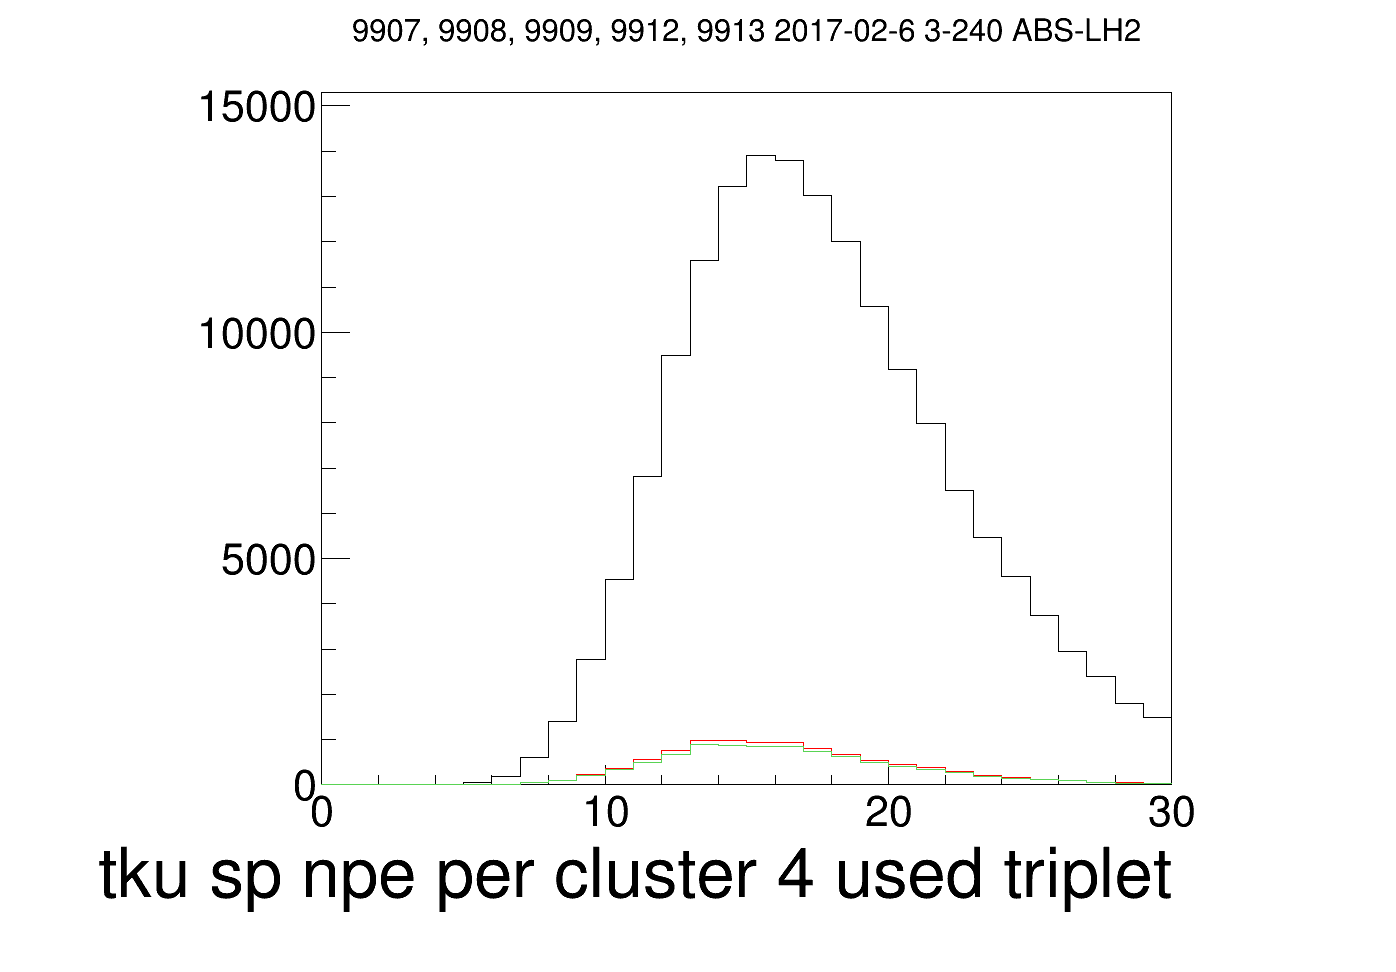 9907, 9908, 9909, 9912, 9913 2017-02-6 3-240 ABS-LH2
15000
10000
5000
0
0 10 20 30
tku sp npe per cluster 4 used triplet